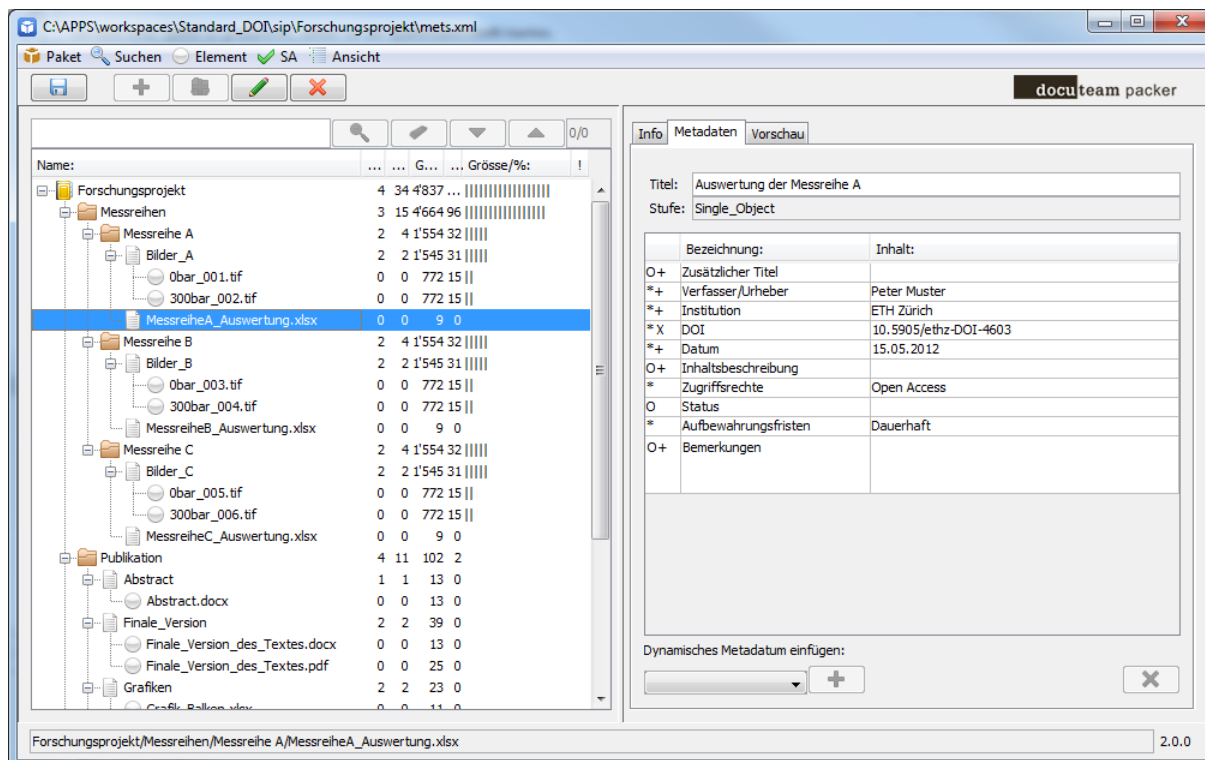 C:\APPS\workspaces\Standard_DOI\sip\Forschungsprojekt\mets.xml
Paket Suchen Element SA Ansicht
docuteam packer
0/0
Name: ... ... G... ... Grösse/%: !
Forschungsprojekt 4 34 4'837 ...
Messreihen 3 15 4'664 96
Messreihe A 2 4 1'554 32
Bilder_A 2 2 1'545 31
0bar_001.tif 0 0 772 15
300bar_002.tif 0 0 772 15
MessreiheA_Auswertung.xlsx 0 0 9 0
Messreihe B 2 4 1'554 32
Bilder_B 2 2 1'545 31
0bar_003.tif 0 0 772 15
300bar_004.tif 0 0 772 15
MessreiheB_Auswertung.xlsx 0 0 9 0
Messreihe C 2 4 1'554 32
Bilder_C 2 2 1'545 31
0bar_005.tif 0 0 772 15
300bar_006.tif 0 0 772 15
MessreiheC_Auswertung.xlsx 0 0 9 0
Publikation 4 11 102 2
Abstract 1 1 13 0
Abstract.docx 0 0 13 0
Finale_Version 2 2 39 0
Finale_Version_des_Textes.docx 0 0 13 0
Finale_Version_des_Textes.pdf 0 0 25 0
Grafiken 2 2 23 0
Grafik_Balken.xlsx 0 0 11 0
Info Metadaten Vorschau
Titel: Auswertung der Messreihe A
Stufe: Single_Object
Bezeichnung: Inhalt:
O+ Zusätzlicher Titel
*+ Verfasser/Urheber Peter Muster
*+ Institution ETH Zürich
* X DOI 10.5905/ethz-DOI-4603
*+ Datum 15.05.2012
O+ Inhaltsbeschreibung
* Zugriffsrechte Open Access
O Status
* Aufbewahrungsfristen Dauerhaft
O+ Bemerkungen
Dynamisches Metadatum einfügen:
Forschungsprojekt/Messreihen/Messreihe A/MessreiheA_Auswertung.xlsx 2.0.0